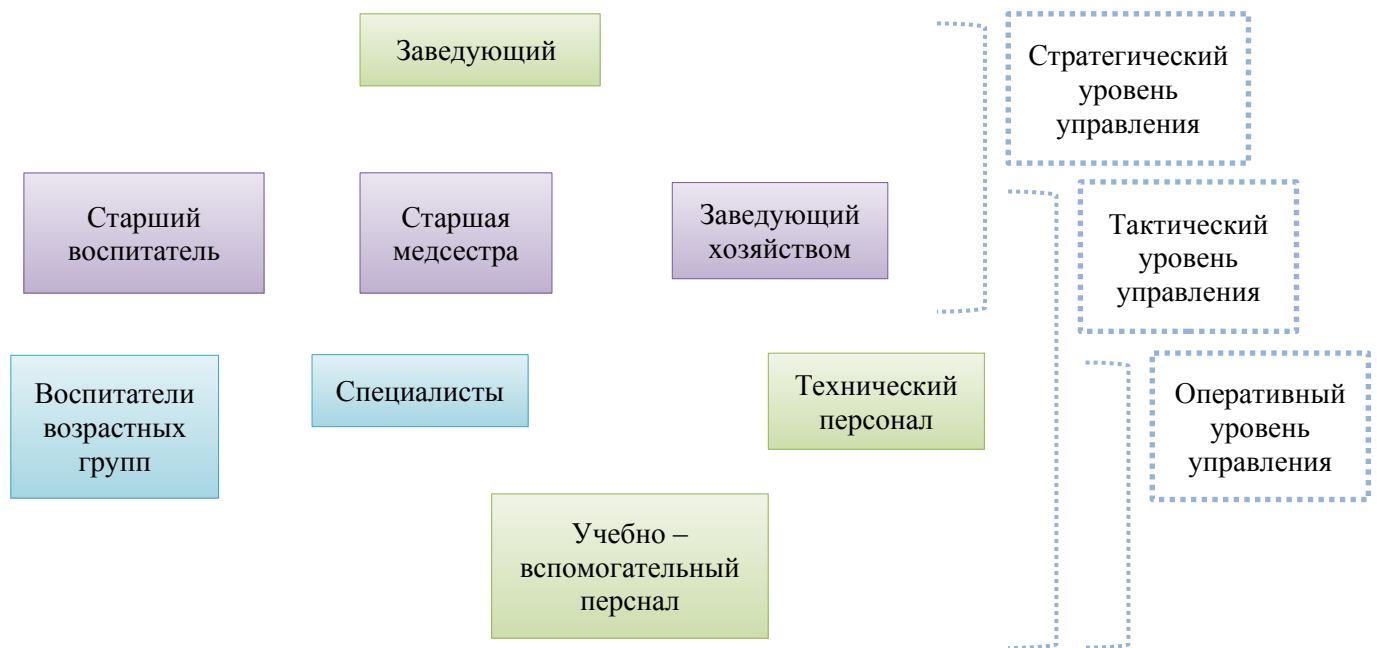 Заведующий
Стратегический
уровень
управления
Старший
воспитатель
Старшая
медсестра
Заведующий
хозяйством
Тактический
уровень
управления
Воспитатели
возрастных
групп
Специалисты
Технический
персонал
Оперативный
уровень
управления
Учебно –
вспомогательный
перснал